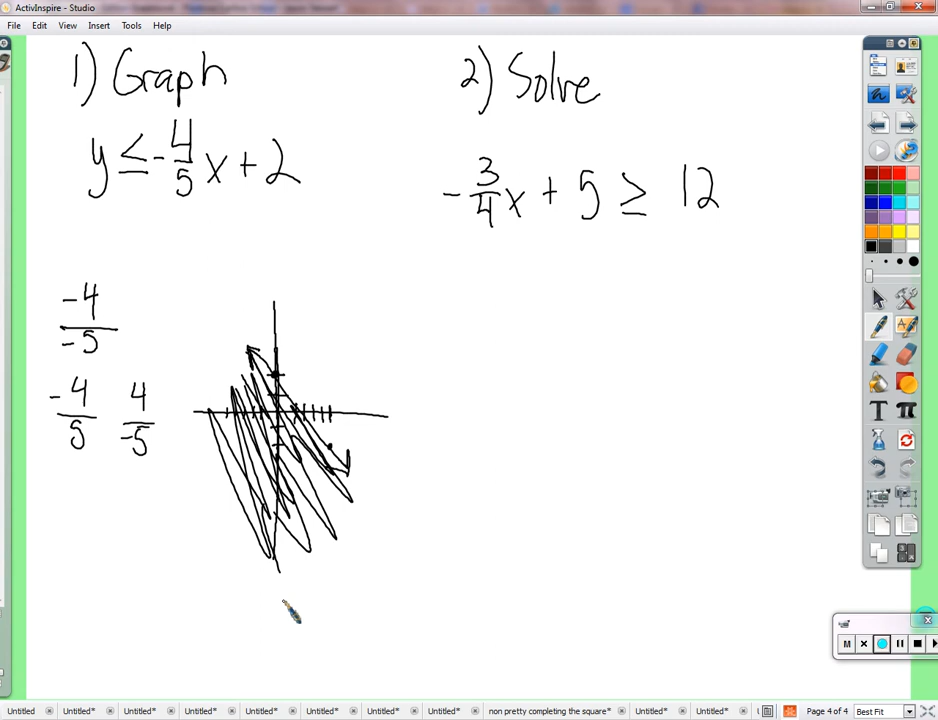 ActivInspire - Studio
File Edit View Insert Tools Help
1) Graph
y ≤ -4/5 x + 2
2) Solve
-3/4 x + 5 ≥ 12
-4/-5
-4/5 4/-5
T π
M
Untitled Untitled* Untitled* Untitled* Untitled* Untitled* Untitled* Untitled* non pretty completing the square* Untitled* Untitled* Page 4 of 4 Best Fit